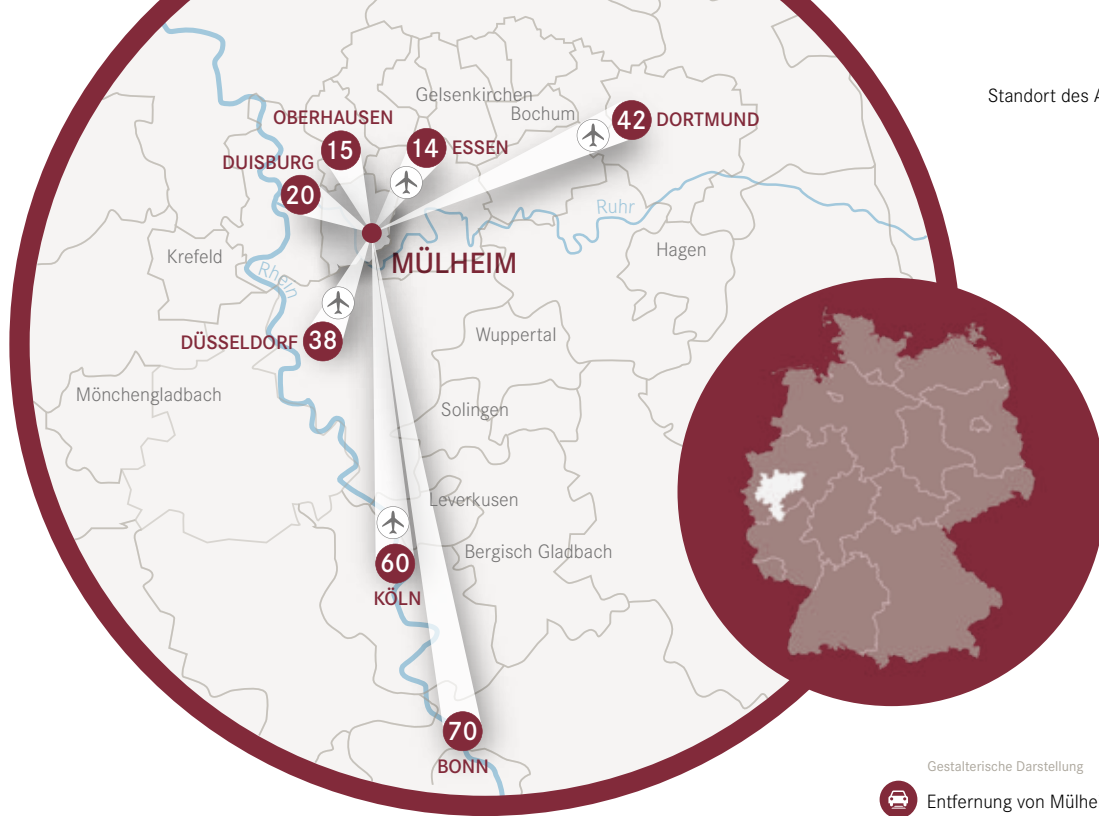 Standort des A
Gelsenkirchen
Bochum
OBERHAUSEN
42 DORTMUND
15
14 ESSEN
DUISBURG
20
Ruhr
Krefeld
Hagen
MÜLHEIM
Rhein
Wuppertal
DÜSSELDORF 38
Mönchengladbach
Solingen
Leverkusen
Bergisch Gladbach
60
KÖLN
70
BONN
Gestalterische Darstellung
Entfernung von Mülhe